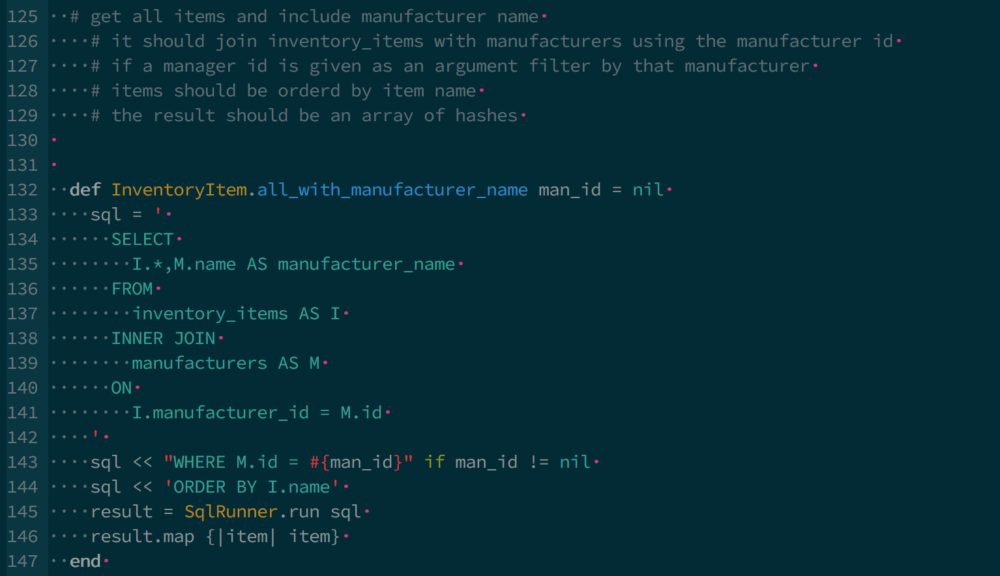 125   # get all items and include manufacturer name
126     # it should join inventory_items with manufacturers using the manufacturer id
127     # if a manager id is given as an argument filter by that manufacturer
128     # items should be orderd by item name
129     # the result should be an array of hashes
130
131
132   def InventoryItem.all_with_manufacturer_name man_id = nil
133     sql = '
134       SELECT
135         I.*,M.name AS manufacturer_name
136       FROM
137         inventory_items AS I
138       INNER JOIN
139         manufacturers AS M
140       ON
141         I.manufacturer_id = M.id
142     '
143     sql << "WHERE M.id = #{man_id}" if man_id != nil
144     sql << 'ORDER BY I.name'
145     result = SqlRunner.run sql
146     result.map {|item| item}
147   end